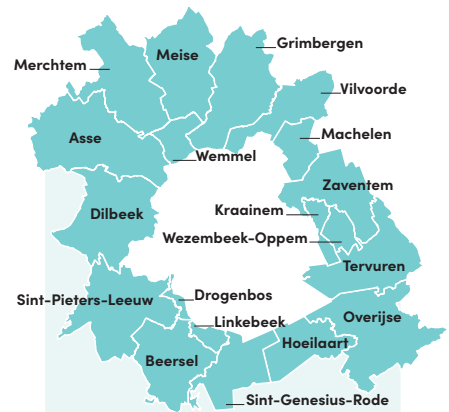 Grimbergen
Meise
Merchtem
Vilvoorde
Machelen
Asse
Wemmel
Zaventem
Kraainem
Dilbeek
Wezembeek-Oppem
Tervuren
Drogenbos
Sint-Pieters-Leeuw
Overijse
Linkebeek
Hoeilaart
Beersel
Sint-Genesius-Rode